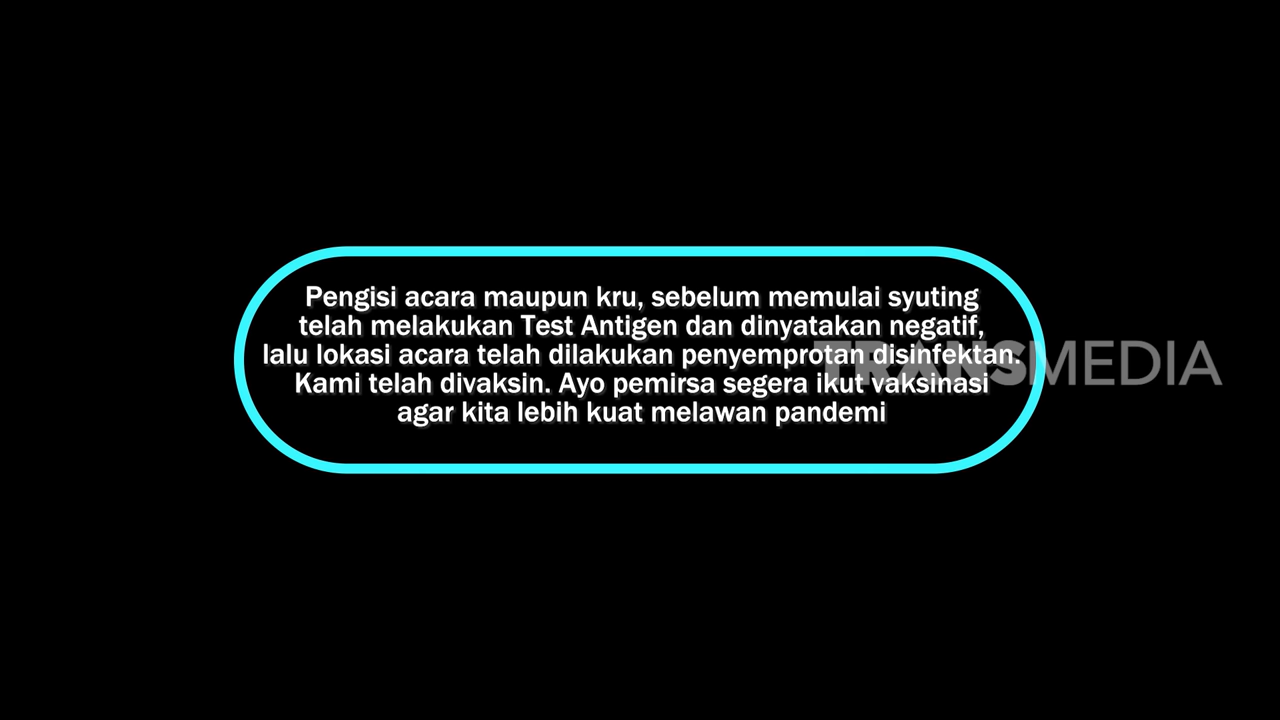 Pengisi acara maupun kru, sebelum memulai syuting
telah melakukan Test Antigen dan dinyatakan negatif,
lalu lokasi acara telah dilakukan penyemprotan disinfektan.
Kami telah divaksin. Ayo pemirsa segera ikut vaksinasi
agar kita lebih kuat melawan pandemi
TRANSMEDIA